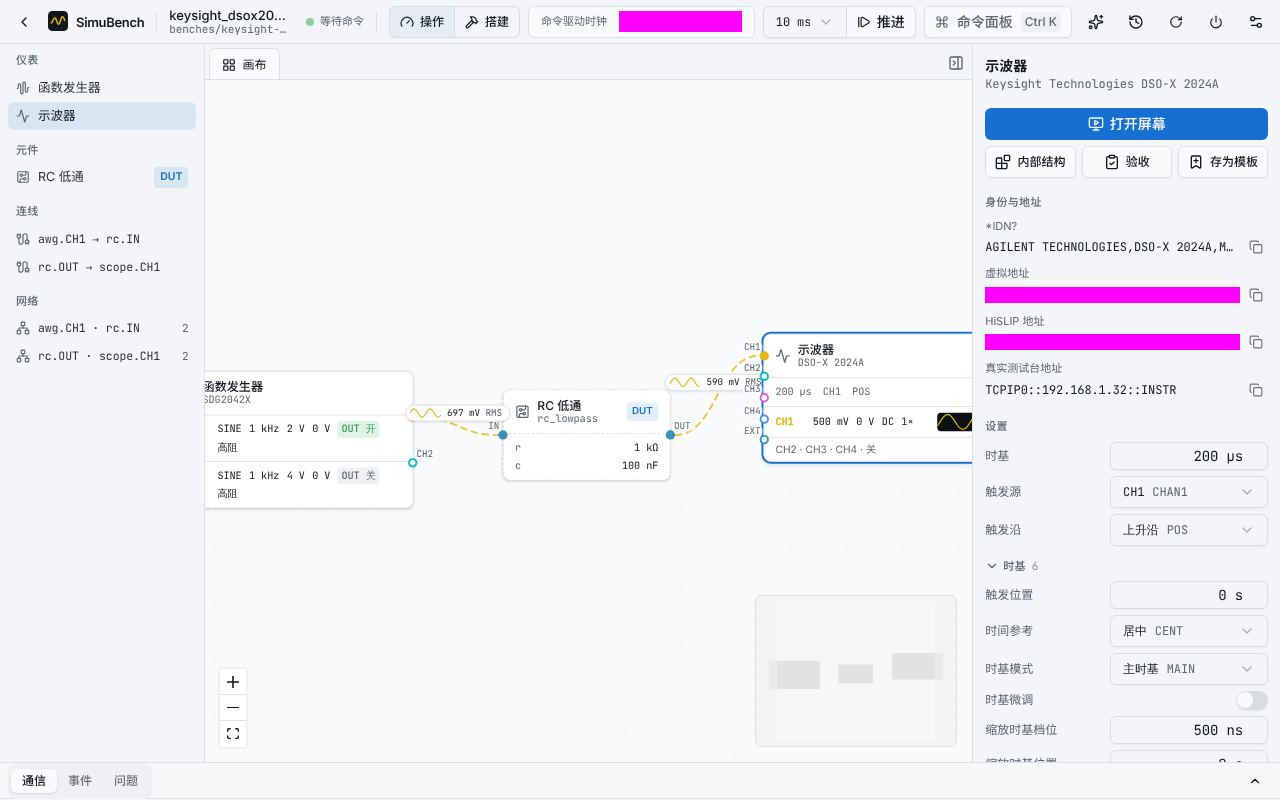 SimuBench
keysight_dsox20...
benches/keysight-…
等待命令
操作
搭建
命令驱动时钟
10 ms
推进
命令面板
Ctrl K
仪表
函数发生器
示波器
元件
RC 低通
DUT
连线
awg.CH1 → rc.IN
rc.OUT → scope.CH1
网络
awg.CH1 · rc.IN
2
rc.OUT · scope.CH1
2
画布
函数发生器
SDG2042X
SINE 1 kHz 2 V 0 V OUT 开
高阻
SINE 1 kHz 4 V 0 V OUT 关
高阻
CH2
697 mV RMS
IN
RC 低通
rc_lowpass
DUT
r
1 kΩ
c
100 nF
OUT
590 mV RMS
CH1
CH2
CH3
CH4
EXT
示波器
DSO-X 2024A
200 µs CH1 POS
CH1 500 mV 0 V DC 1×
CH2 · CH3 · CH4 · 关
示波器
Keysight Technologies DSO-X 2024A
打开屏幕
内部结构
验收
存为模板
身份与地址
*IDN?
AGILENT TECHNOLOGIES,DSO-X 2024A,M…
虚拟地址
HiSLIP 地址
真实测试台地址
TCPIP0::192.168.1.32::INSTR
设置
时基
200 µs
触发源
CH1 CHAN1
触发沿
上升沿 POS
时基 6
触发位置
0 s
时间参考
居中 CENT
时基模式
主时基 MAIN
时基微调
缩放时基档位
500 ns
缩放时基位置
0 s
通信
事件
问题